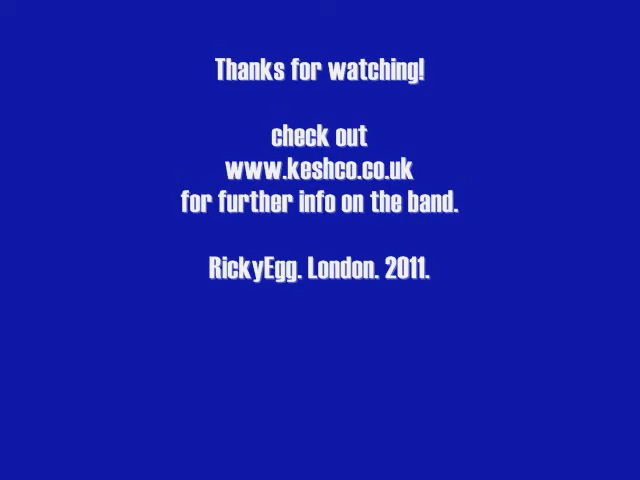 Thanks for watching!
check out
www.keshco.co.uk
for further info on the band.
RickyEgg. London. 2011.